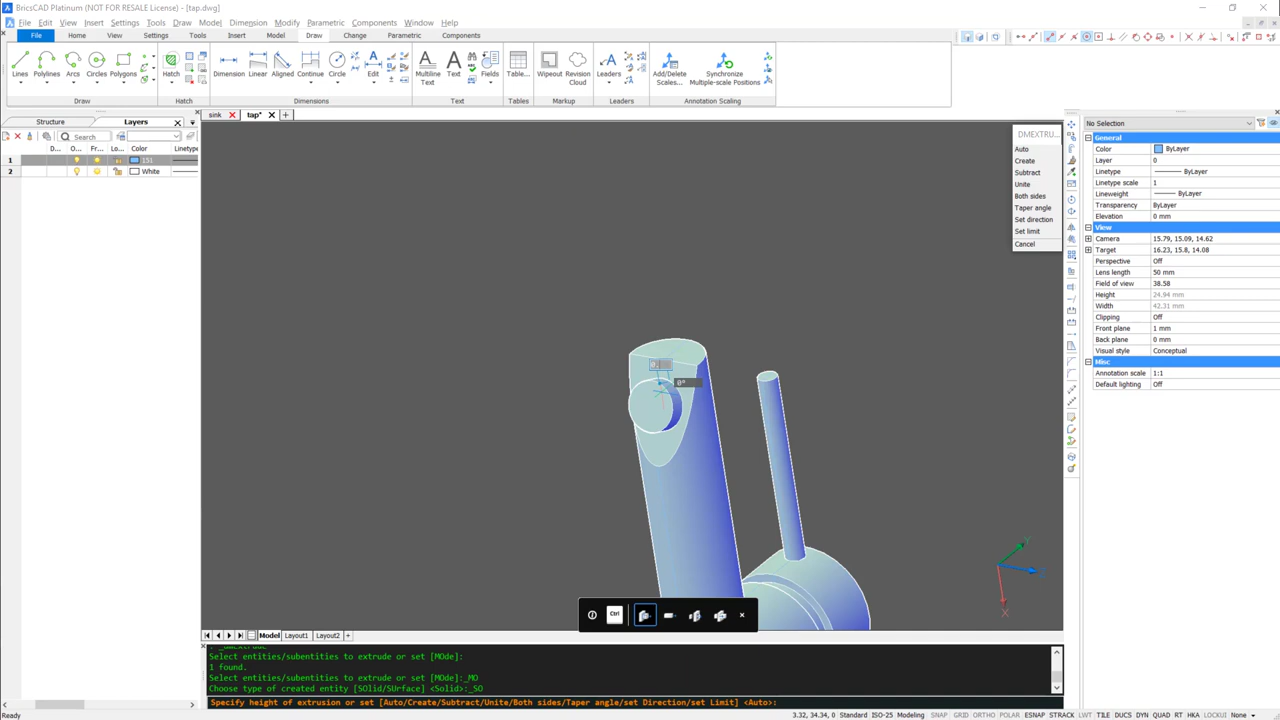 BricsCAD Platinum (NOT FOR RESALE License) - [tap.dwg]
File Edit View Insert Settings Tools Draw Model Dimension Modify Parametric Components Window Help
File Home View Settings Tools Insert Model Draw Change Parametric Components
Lines Polylines Arcs Circles Polygons Hatch Dimension Linear Aligned Continue Circle Edit Multiline Text Text Fields Table... Wipeout Revision Cloud Leaders Add/Delete Scales... Synchronize Multiple-scale Positions
Draw Hatch Dimensions Text Tables Markup Leaders Annotation Scaling
sink tap*
Structure Layers
Search
D... O... Fr... Lo... Color Linetype
1 151
2 White
DMEXTRU...
Auto
Create
Subtract
Unite
Both sides
Taper angle
Set direction
Set limit
Cancel
No Selection
General
Color ByLayer
Layer 0
Linetype ByLayer
Linetype scale 1
Lineweight ByLayer
Transparency ByLayer
Elevation 0 mm
View
Camera 15.79, 15.09, 14.62
Target 16.23, 15.8, 14.08
Perspective Off
Lens length 50 mm
Field of view 38.58
Height 24.94 mm
Width 42.31 mm
Clipping Off
Front plane 1 mm
Back plane 0 mm
Visual style Conceptual
Misc
Annotation scale 1:1
Default lighting Off
0°
Y
X
Ctrl
Model Layout1 Layout2
: _dmextrude
Select entities/subentities to extrude or set [MOde]:
1 found.
Select entities/subentities to extrude or set [MOde]:_MO
Choose type of created entity [SOlid/SUrface] <Solid>:_SO
Specify height of extrusion or set [Auto/Create/Subtract/Unite/Both sides/Taper angle/set Direction/set Limit] <Auto>:
Ready
3.32, 34.34, 0 Standard ISO-25 Modeling SNAP GRID ORTHO POLAR ESNAP STRACK LWT TILE DUCS DYN QUAD RT HKA LOCKUI None